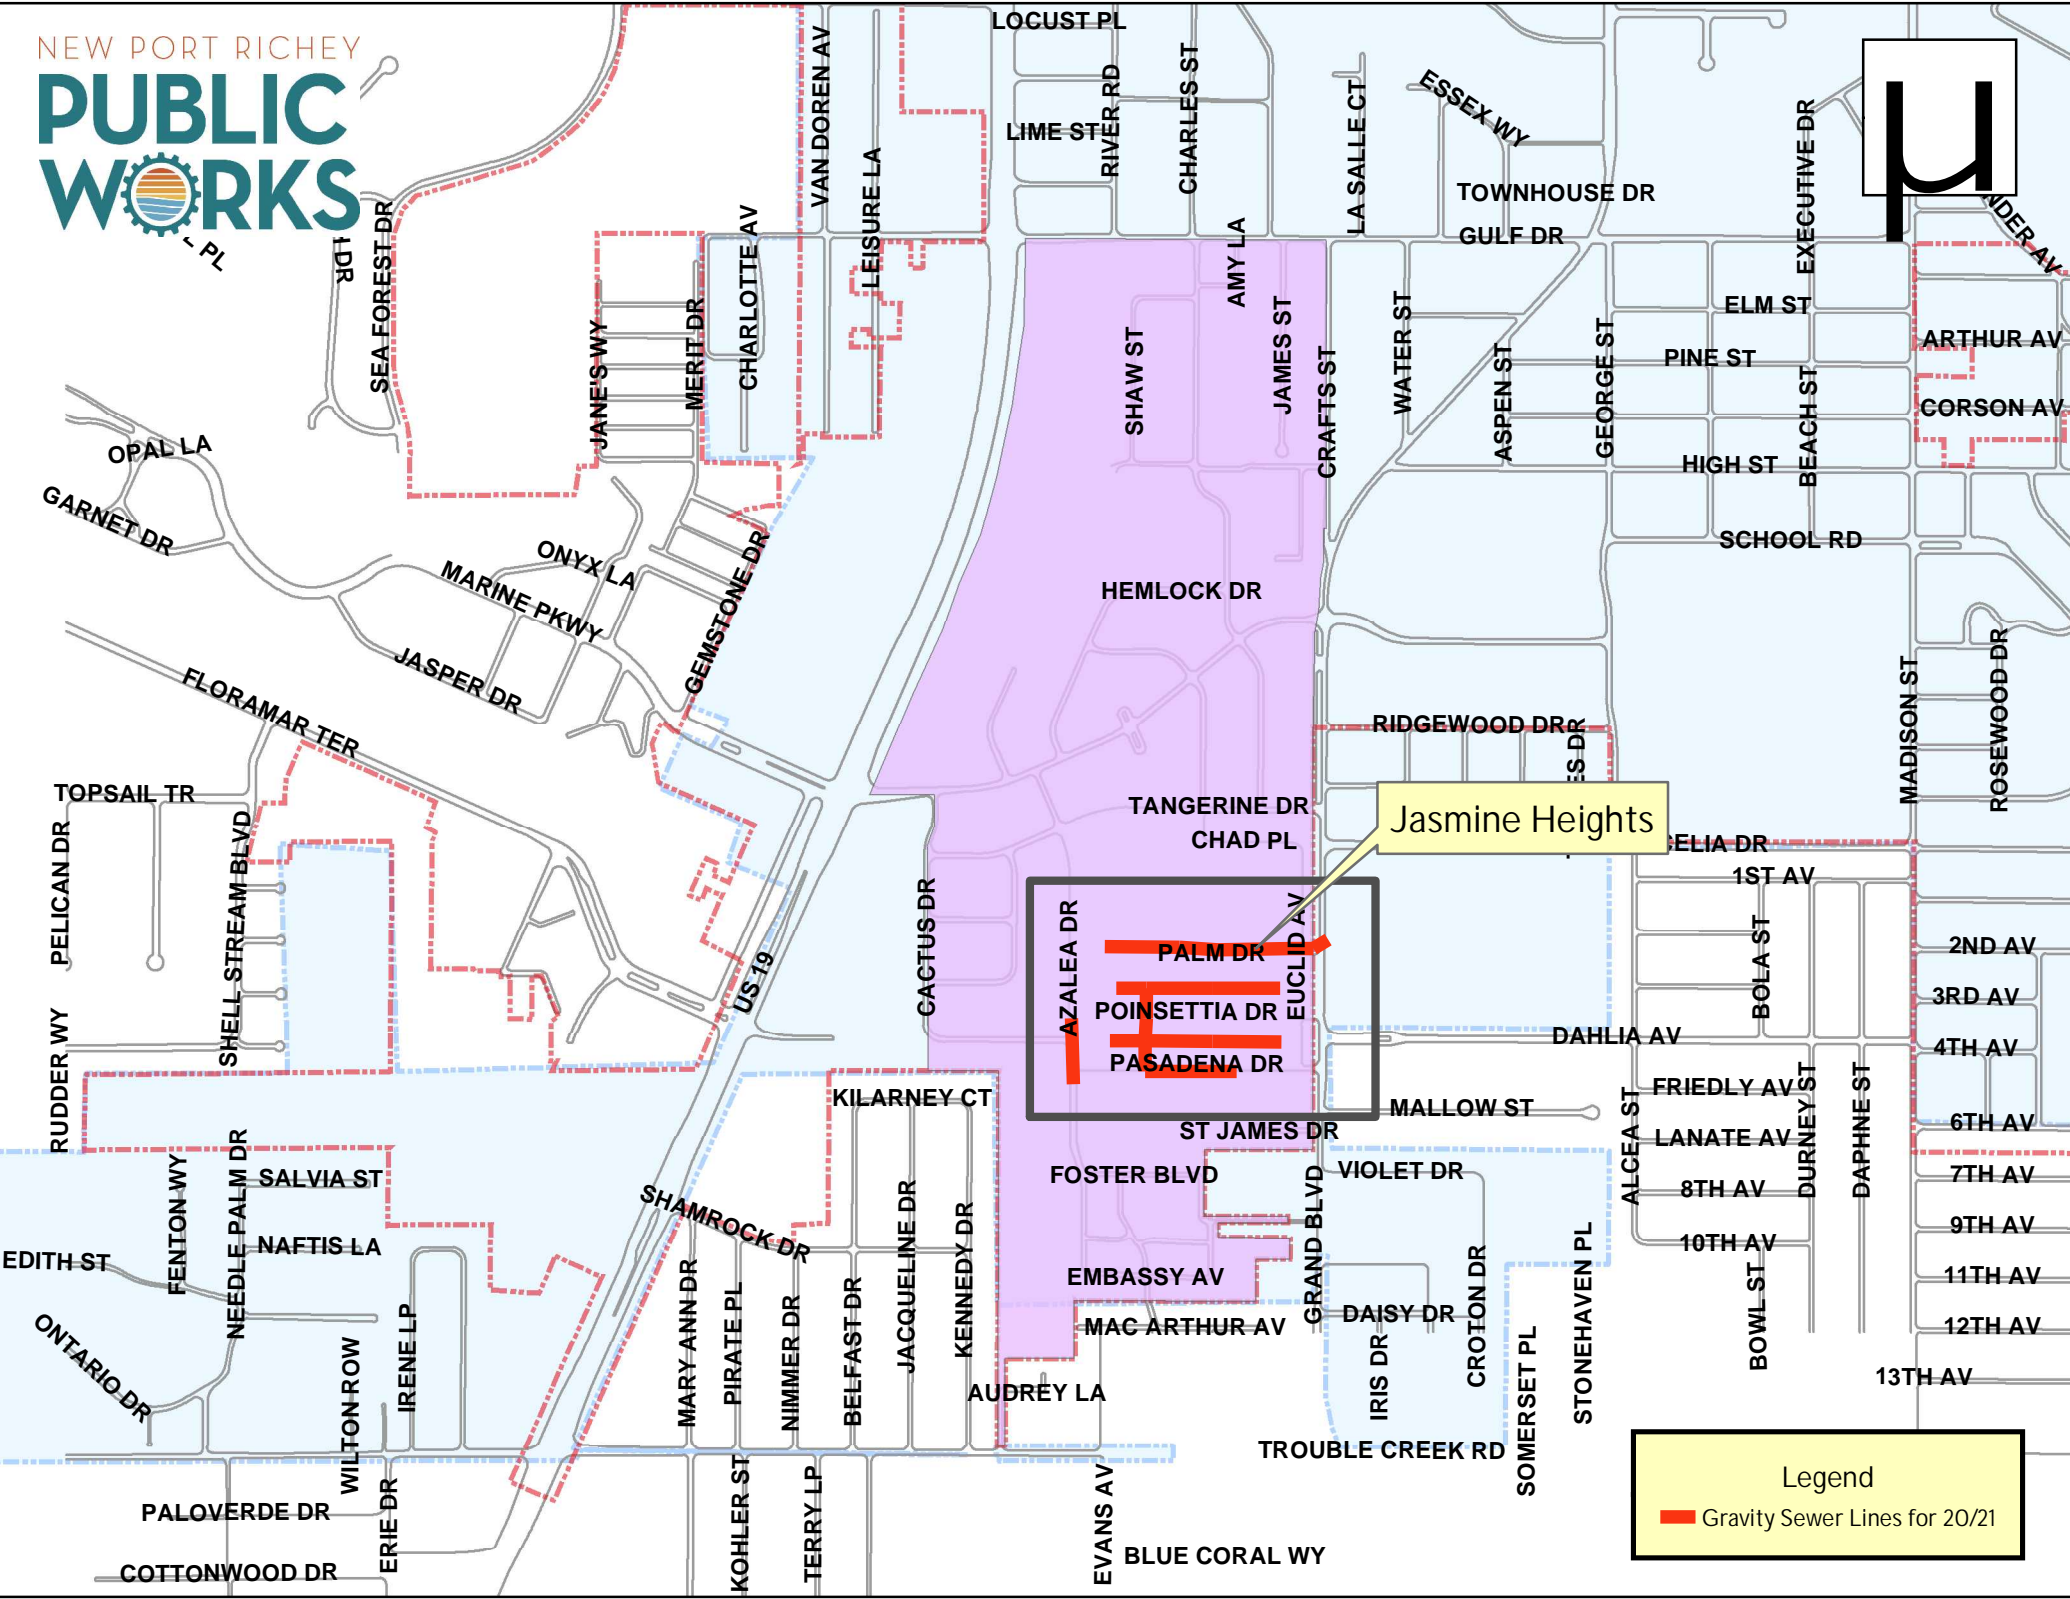 NEW PORT RICHEY
PUBLIC
WORKS
LOCUST PL
VAN DOREN AV
LEISURE LA
LIME ST
RIVER RD
CHARLES ST
LA SALLE CT
ESSEX WY
TOWNHOUSE DR
GULF DR
EXECUTIVE DR
µ
NDER AV
L PL
I DR
SEA FOREST DR
CHARLOTTE AV
JANE'S WY
MERIT DR
AMY LA
SHAW ST
JAMES ST
CRAFTS ST
WATER ST
ASPEN ST
GEORGE ST
ELM ST
PINE ST
BEACH ST
HIGH ST
ARTHUR AV
CORSON AV
SCHOOL RD
OPAL LA
GARNET DR
ONYX LA
MARINE PKWY
JASPER DR
GEMSTONE DR
HEMLOCK DR
FLORAMAR TER
RIDGEWOOD DR
ES DR
MADISON ST
ROSEWOOD DR
TOPSAIL TR
PELICAN DR
SHELL STREAM BLVD
TANGERINE DR
CHAD PL
Jasmine Heights
CELIA DR
1ST AV
CACTUS DR
AZALEA DR
PALM DR
EUCLID AV
POINSETTIA DR
PASADENA DR
US 19
BOLA ST
2ND AV
3RD AV
DAHLIA AV
4TH AV
RUDDER WY
KILARNEY CT
MALLOW ST
ALCEA ST
FRIEDLY AV
DURNEY ST
DAPHNE ST
6TH AV
ST JAMES DR
LANATE AV
FOSTER BLVD
VIOLET DR
7TH AV
8TH AV
FENTON WY
NEEDLE PALM DR
SALVIA ST
SHAMROCK DR
JACQUELINE DR
KENNEDY DR
GRAND BLVD
9TH AV
10TH AV
EDITH ST
NAFTIS LA
EMBASSY AV
11TH AV
MARY ANN DR
PIRATE PL
NIMMER DR
BELFAST DR
CROTON DR
STONEHAVEN PL
BOWL ST
ONTARIO DR
IRENE LP
MAC ARTHUR AV
DAISY DR
12TH AV
WILTON ROW
AUDREY LA
IRIS DR
SOMERSET PL
13TH AV
TROUBLE CREEK RD
PALOVERDE DR
ERIE DR
KOHLER ST
TERRY LP
EVANS AV
BLUE CORAL WY
COTTONWOOD DR
Legend
Gravity Sewer Lines for 20/21